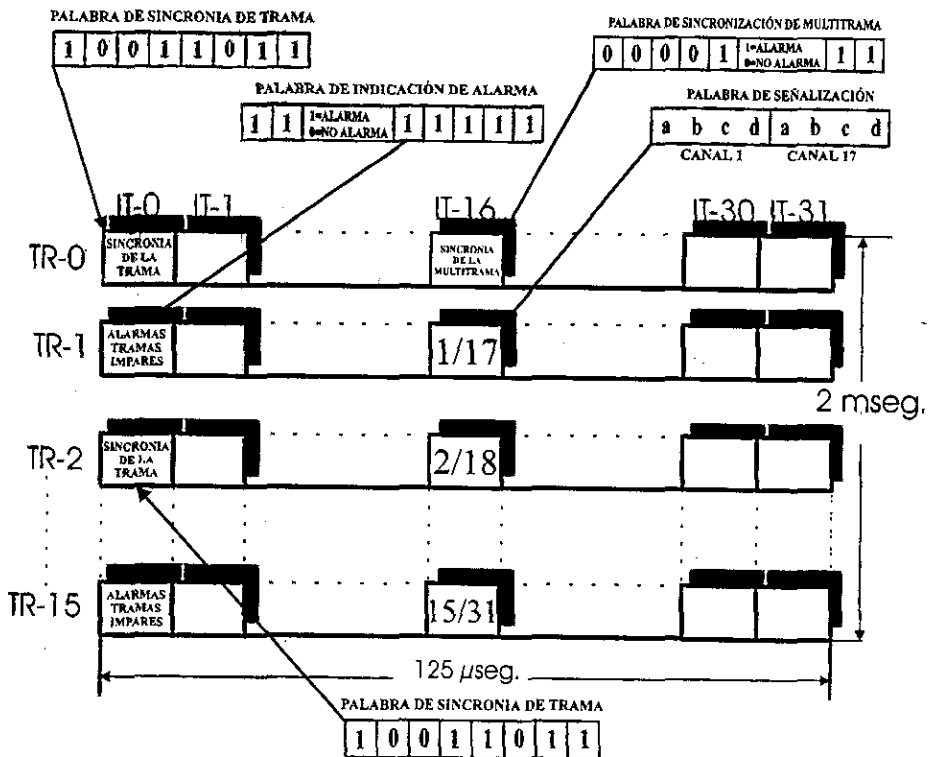 PALABRA DE SINCRONIA DE TRAMA
1 0 0 1 1 0 1 1
PALABRA DE SINCRONIZACIÓN DE MULTITRAMA
0 0 0 0 1 1=ALARMA 0=NO ALARMA 1 1
PALABRA DE INDICACIÓN DE ALARMA
1 1 1=ALARMA 0=NO ALARMA 1 1 1 1 1
PALABRA DE SEÑALIZACIÓN
a b c d a b c d
CANAL 1 CANAL 17
IT-0 IT-1 IT-16 IT-30 IT-31
TR-0
SINCRONIA
DE LA
TRAMA
SINCRONIA
DE LA
MULTITRAMA
TR-1
ALARMAS
TRAMAS
IMPARES
1/17
2 mseg.
TR-2
SINCRONIA
DE LA
TRAMA
2/18
TR-15
ALARMAS
TRAMAS
IMPARES
15/31
125 µseg.
PALABRA DE SINCRONIA DE TRAMA
1 0 0 1 1 0 1 1